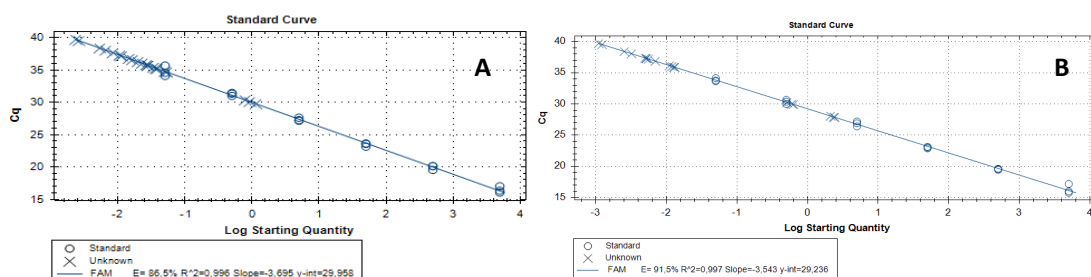 Standard Curve
40
35
30
25
20
15
Cq
A
-2
-1
0
1
2
3
4
Log Starting Quantity
Standard
Unknown
FAM E= 86,5% R^2=0,996 Slope=-3,695 y-int=29,958
Standard Curve
40
35
30
25
20
15
Cq
B
-3
-2
-1
0
1
2
3
4
Log Starting Quantity
Standard
Unknown
FAM E= 91,5% R^2=0,997 Slope=-3,543 y-int=29,236